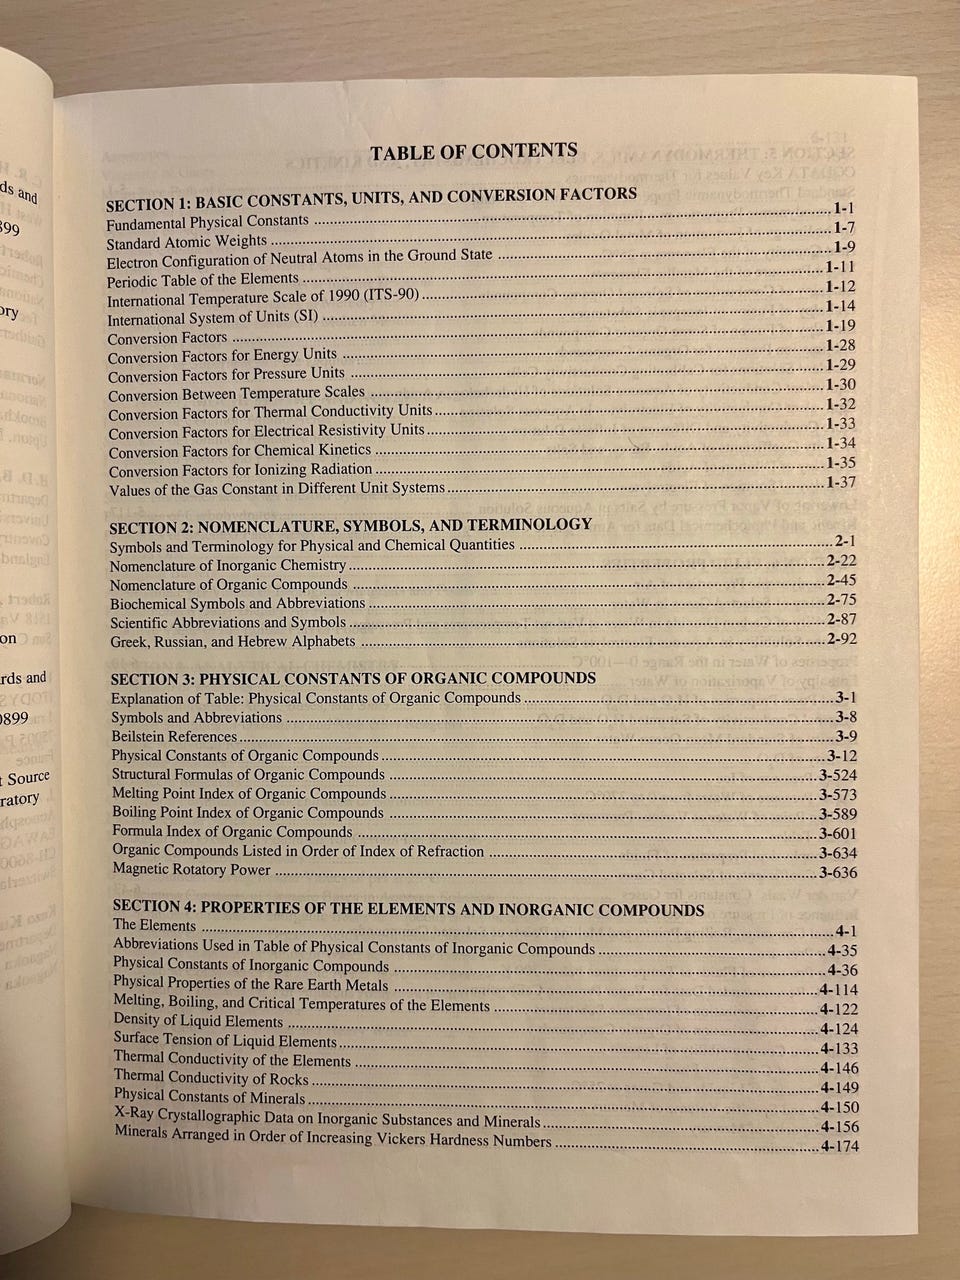 ds and
899
ory
on
rds and
0899
t Source
ratory
TABLE OF CONTENTS
SECTION 1: BASIC CONSTANTS, UNITS, AND CONVERSION FACTORS
Fundamental Physical Constants ... 1-1
Standard Atomic Weights ... 1-7
Electron Configuration of Neutral Atoms in the Ground State ... 1-9
Periodic Table of the Elements ... 1-11
International Temperature Scale of 1990 (ITS-90) ... 1-12
International System of Units (SI) ... 1-14
Conversion Factors ... 1-19
Conversion Factors for Energy Units ... 1-28
Conversion Factors for Pressure Units ... 1-29
Conversion Between Temperature Scales ... 1-30
Conversion Factors for Thermal Conductivity Units ... 1-32
Conversion Factors for Electrical Resistivity Units ... 1-33
Conversion Factors for Chemical Kinetics ... 1-34
Conversion Factors for Ionizing Radiation ... 1-35
Values of the Gas Constant in Different Unit Systems ... 1-37
SECTION 2: NOMENCLATURE, SYMBOLS, AND TERMINOLOGY
Symbols and Terminology for Physical and Chemical Quantities ... 2-1
Nomenclature of Inorganic Chemistry ... 2-22
Nomenclature of Organic Compounds ... 2-45
Biochemical Symbols and Abbreviations ... 2-75
Scientific Abbreviations and Symbols ... 2-87
Greek, Russian, and Hebrew Alphabets ... 2-92
SECTION 3: PHYSICAL CONSTANTS OF ORGANIC COMPOUNDS
Explanation of Table: Physical Constants of Organic Compounds ... 3-1
Symbols and Abbreviations ... 3-8
Beilstein References ... 3-9
Physical Constants of Organic Compounds ... 3-12
Structural Formulas of Organic Compounds ... 3-524
Melting Point Index of Organic Compounds ... 3-573
Boiling Point Index of Organic Compounds ... 3-589
Formula Index of Organic Compounds ... 3-601
Organic Compounds Listed in Order of Index of Refraction ... 3-634
Magnetic Rotatory Power ... 3-636
SECTION 4: PROPERTIES OF THE ELEMENTS AND INORGANIC COMPOUNDS
The Elements ... 4-1
Abbreviations Used in Table of Physical Constants of Inorganic Compounds ... 4-35
Physical Constants of Inorganic Compounds ... 4-36
Physical Properties of the Rare Earth Metals ... 4-114
Melting, Boiling, and Critical Temperatures of the Elements ... 4-122
Density of Liquid Elements ... 4-124
Surface Tension of Liquid Elements ... 4-133
Thermal Conductivity of the Elements ... 4-146
Thermal Conductivity of Rocks ... 4-149
Physical Constants of Minerals ... 4-150
X-Ray Crystallographic Data on Inorganic Substances and Minerals ... 4-156
Minerals Arranged in Order of Increasing Vickers Hardness Numbers ... 4-174